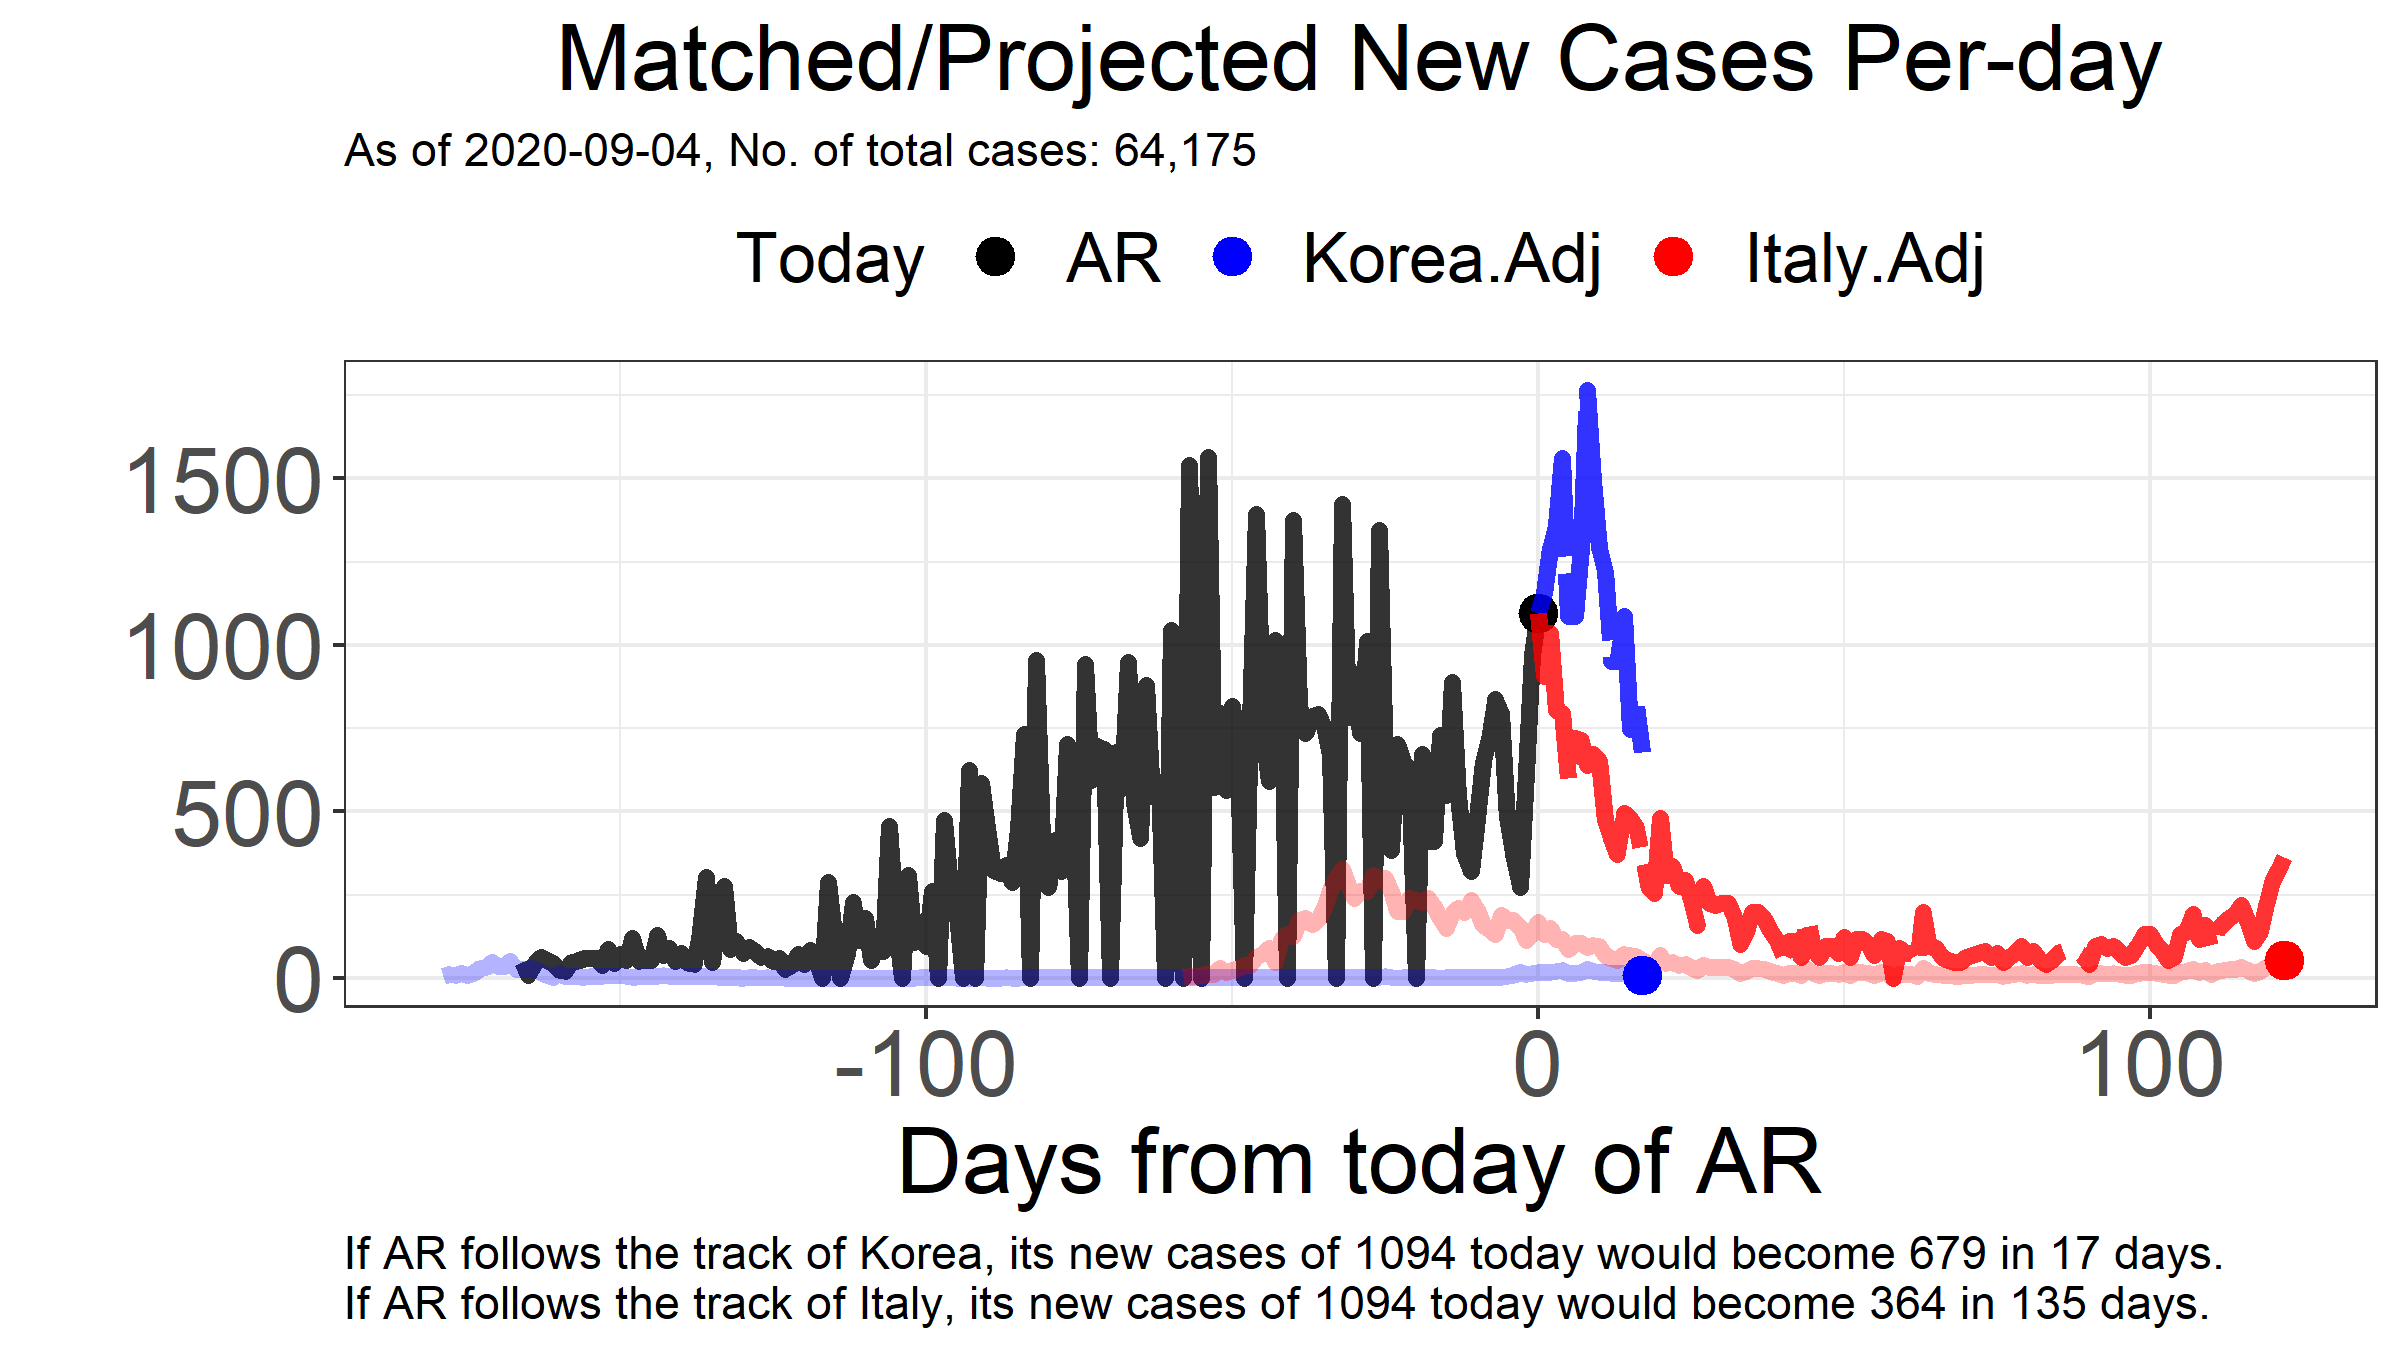 Matched/Projected New Cases Per-day
As of 2020-09-04, No. of total cases: 64,175
Today AR Korea.Adj Italy.Adj
1500
1000
500
0
-100 0 100
Days from today of AR
If AR follows the track of Korea, its new cases of 1094 today would become 679 in 17 days.
If AR follows the track of Italy, its new cases of 1094 today would become 364 in 135 days.